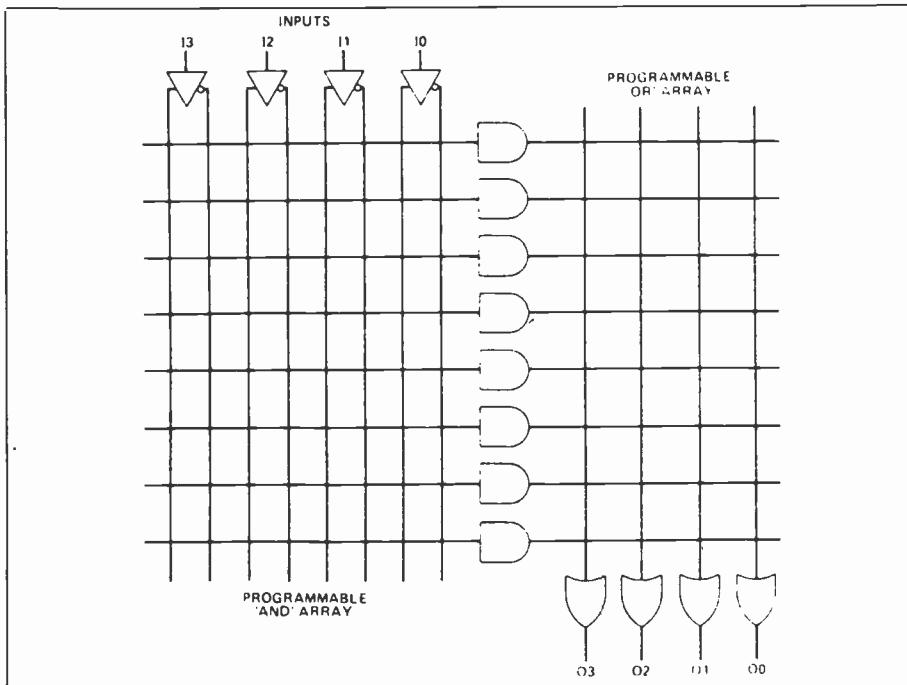 INPUTS
I3 I2 I1 I0
PROGRAMMABLE
'OR' ARRAY
PROGRAMMABLE
'AND' ARRAY
O3 O2 O1 O0